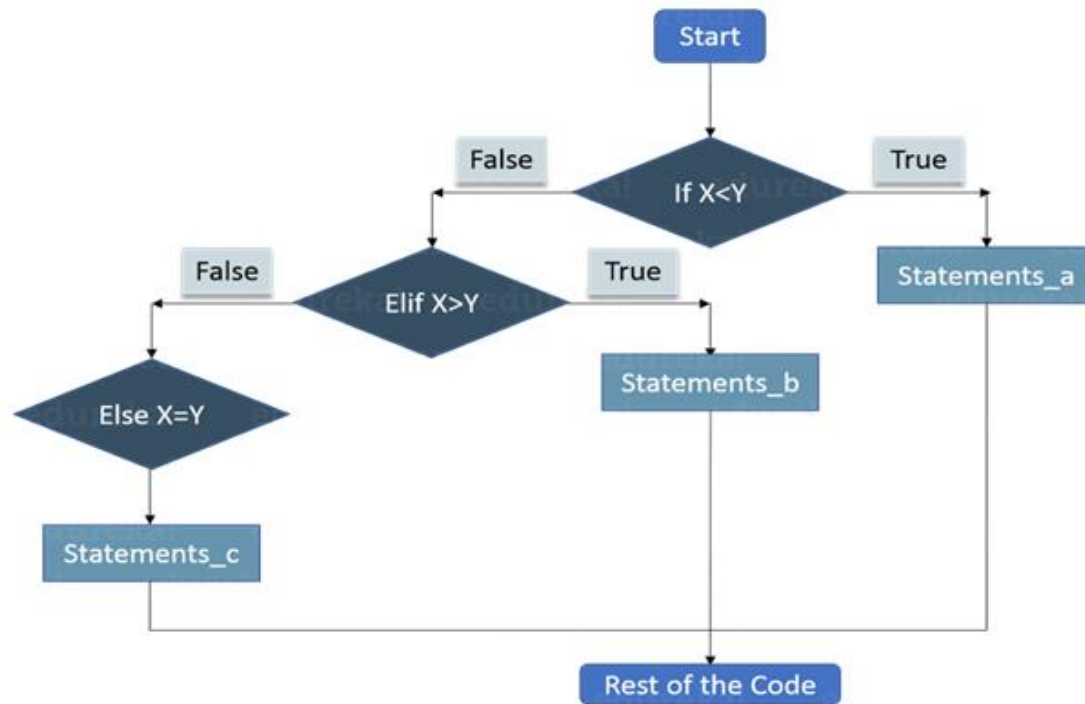 Start
False
True
If X<Y
False
True
Statements_a
Elif X>Y
Statements_b
Else X=Y
Statements_c
Rest of the Code